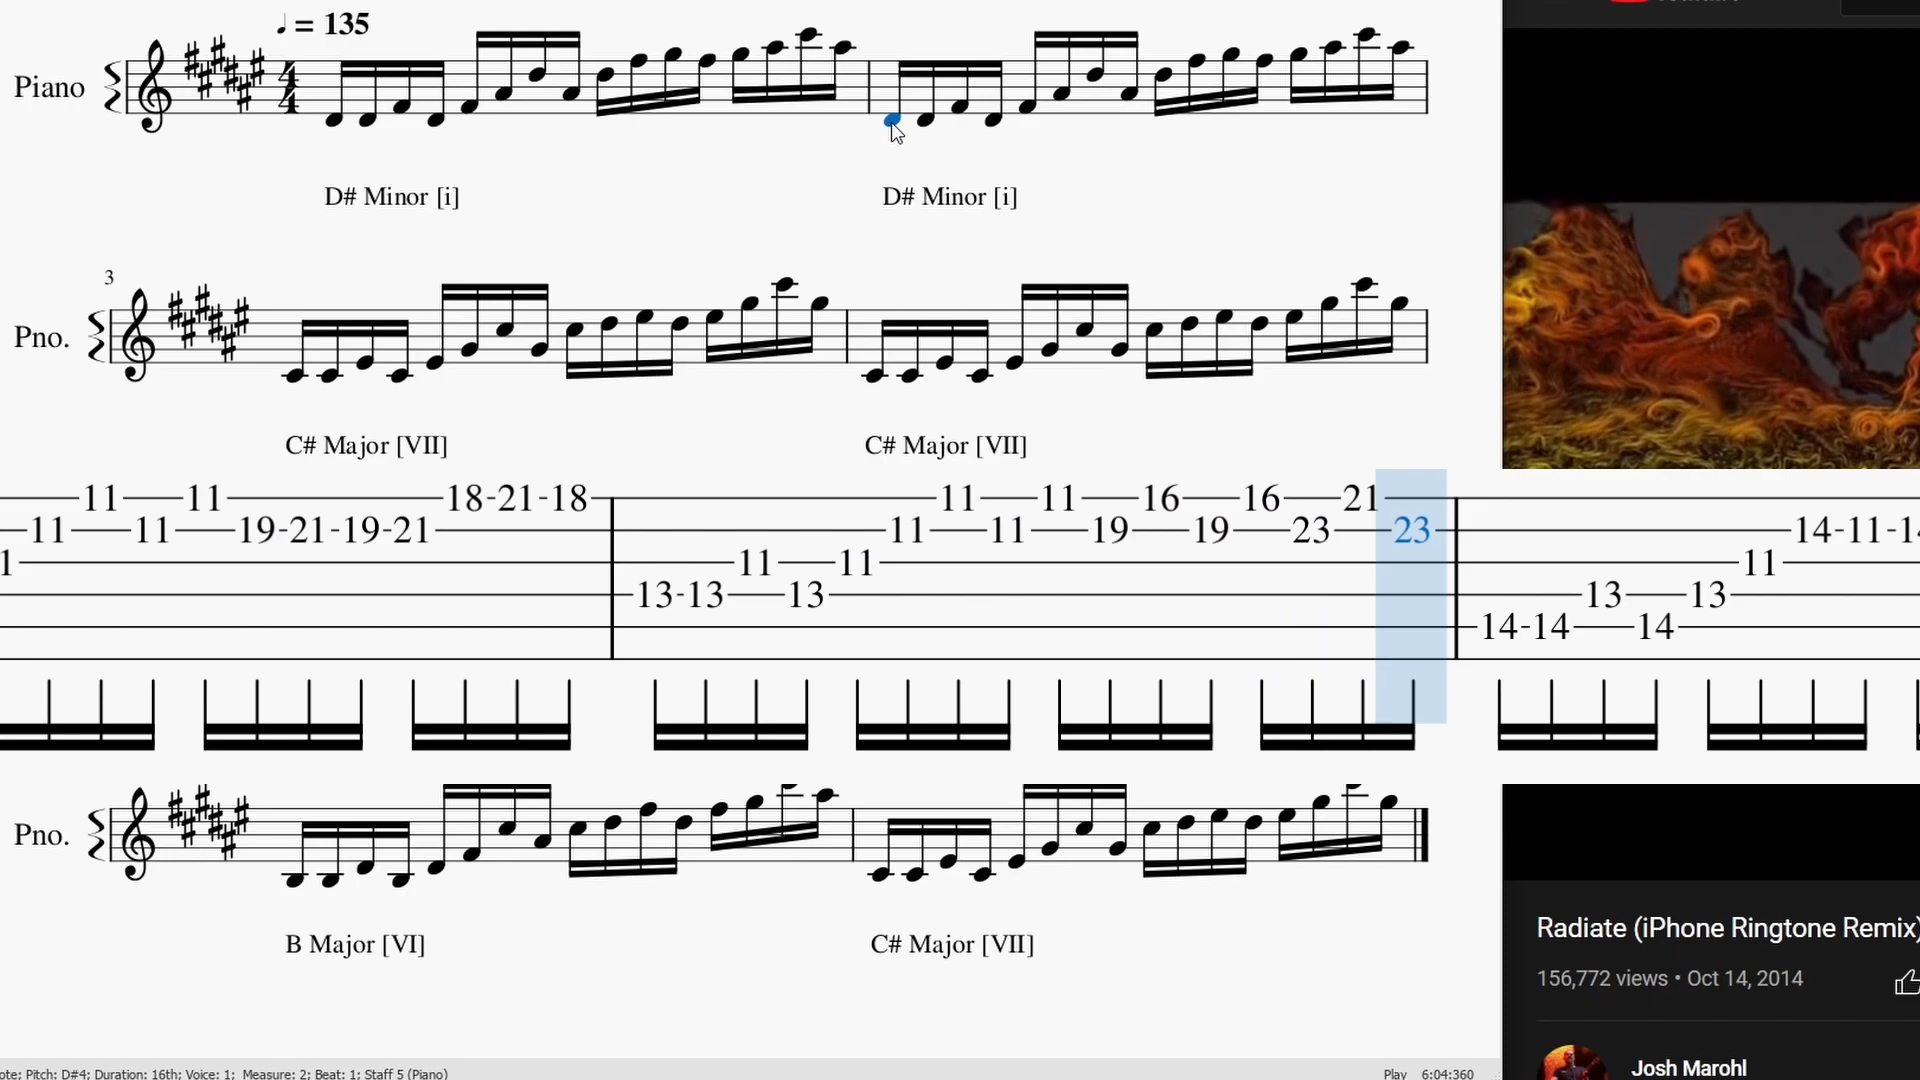 ♩ = 135
Piano
4
4
D# Minor [i]
D# Minor [i]
3
Pno.
C# Major [VII]
C# Major [VII]
11 11 11 16 16 21
11 11 18-21-18
11 11 19-21-19-21 11 11 19 19 23 23 14-11-14
1 11 11 11
13-13 13 13 13
14-14 14
Pno.
B Major [VI]
C# Major [VII]
Radiate (iPhone Ringtone Remix)
156,772 views • Oct 14, 2014
Josh Marohl
ote; Pitch: D#4; Duration: 16th; Voice: 1; Measure: 2; Beat: 1; Staff 5 (Piano)
Play 6:04:360